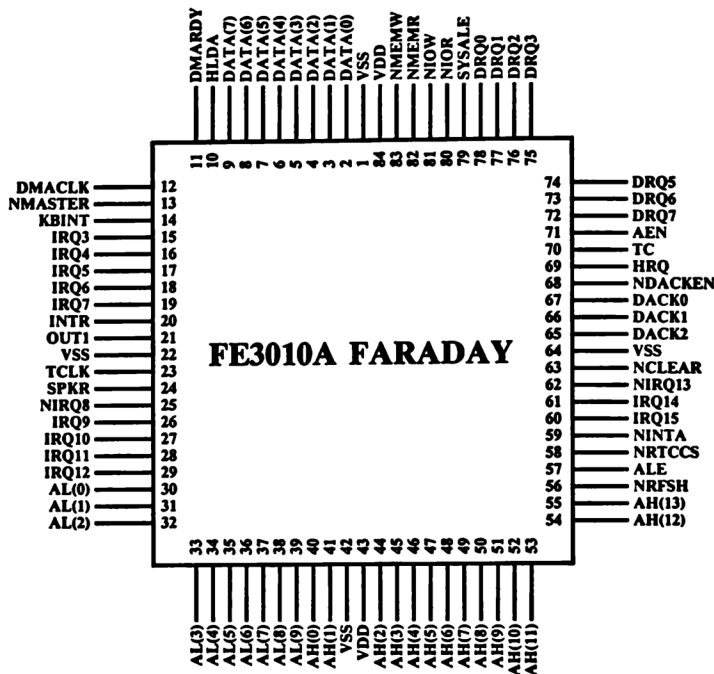 DMARDY
HLDA
DATA(7)
DATA(6)
DATA(5)
DATA(4)
DATA(3)
DATA(2)
DATA(1)
DATA(0)
VSS
VDD
NMEMW
NMEMR
NIOW
NIOR
SYSALE
DRQ0
DRQ1
DRQ2
DRQ3
11 10 9 8 7 6 5 4 3 2 1 84 83 82 81 80 79 78 77 76 75
DMACLK 12
NMASTER 13
KBINT 14
IRQ3 15
IRQ4 16
IRQ5 17
IRQ6 18
IRQ7 19
INTR 20
OUT1 21
VSS 22
TCLK 23
SPKR 24
NIRQ8 25
IRQ9 26
IRQ10 27
IRQ11 28
IRQ12 29
AL(0) 30
AL(1) 31
AL(2) 32
FE3010A FARADAY
74 DRQ5
73 DRQ6
72 DRQ7
71 AEN
70 TC
69 HRQ
68 NDACKEN
67 DACK0
66 DACK1
65 DACK2
64 VSS
63 NCLEAR
62 NIRQ13
61 IRQ14
60 IRQ15
59 NINTA
58 NRTCCS
57 ALE
56 NRFSH
55 AH(13)
54 AH(12)
33 34 35 36 37 38 39 40 41 42 43 44 45 46 47 48 49 50 51 52 53
AL(3)
AL(4)
AL(5)
AL(6)
AL(7)
AL(8)
AL(9)
AH(0)
AH(1)
VSS
VDD
AH(2)
AH(3)
AH(4)
AH(5)
AH(6)
AH(7)
AH(8)
AH(9)
AH(10)
AH(11)